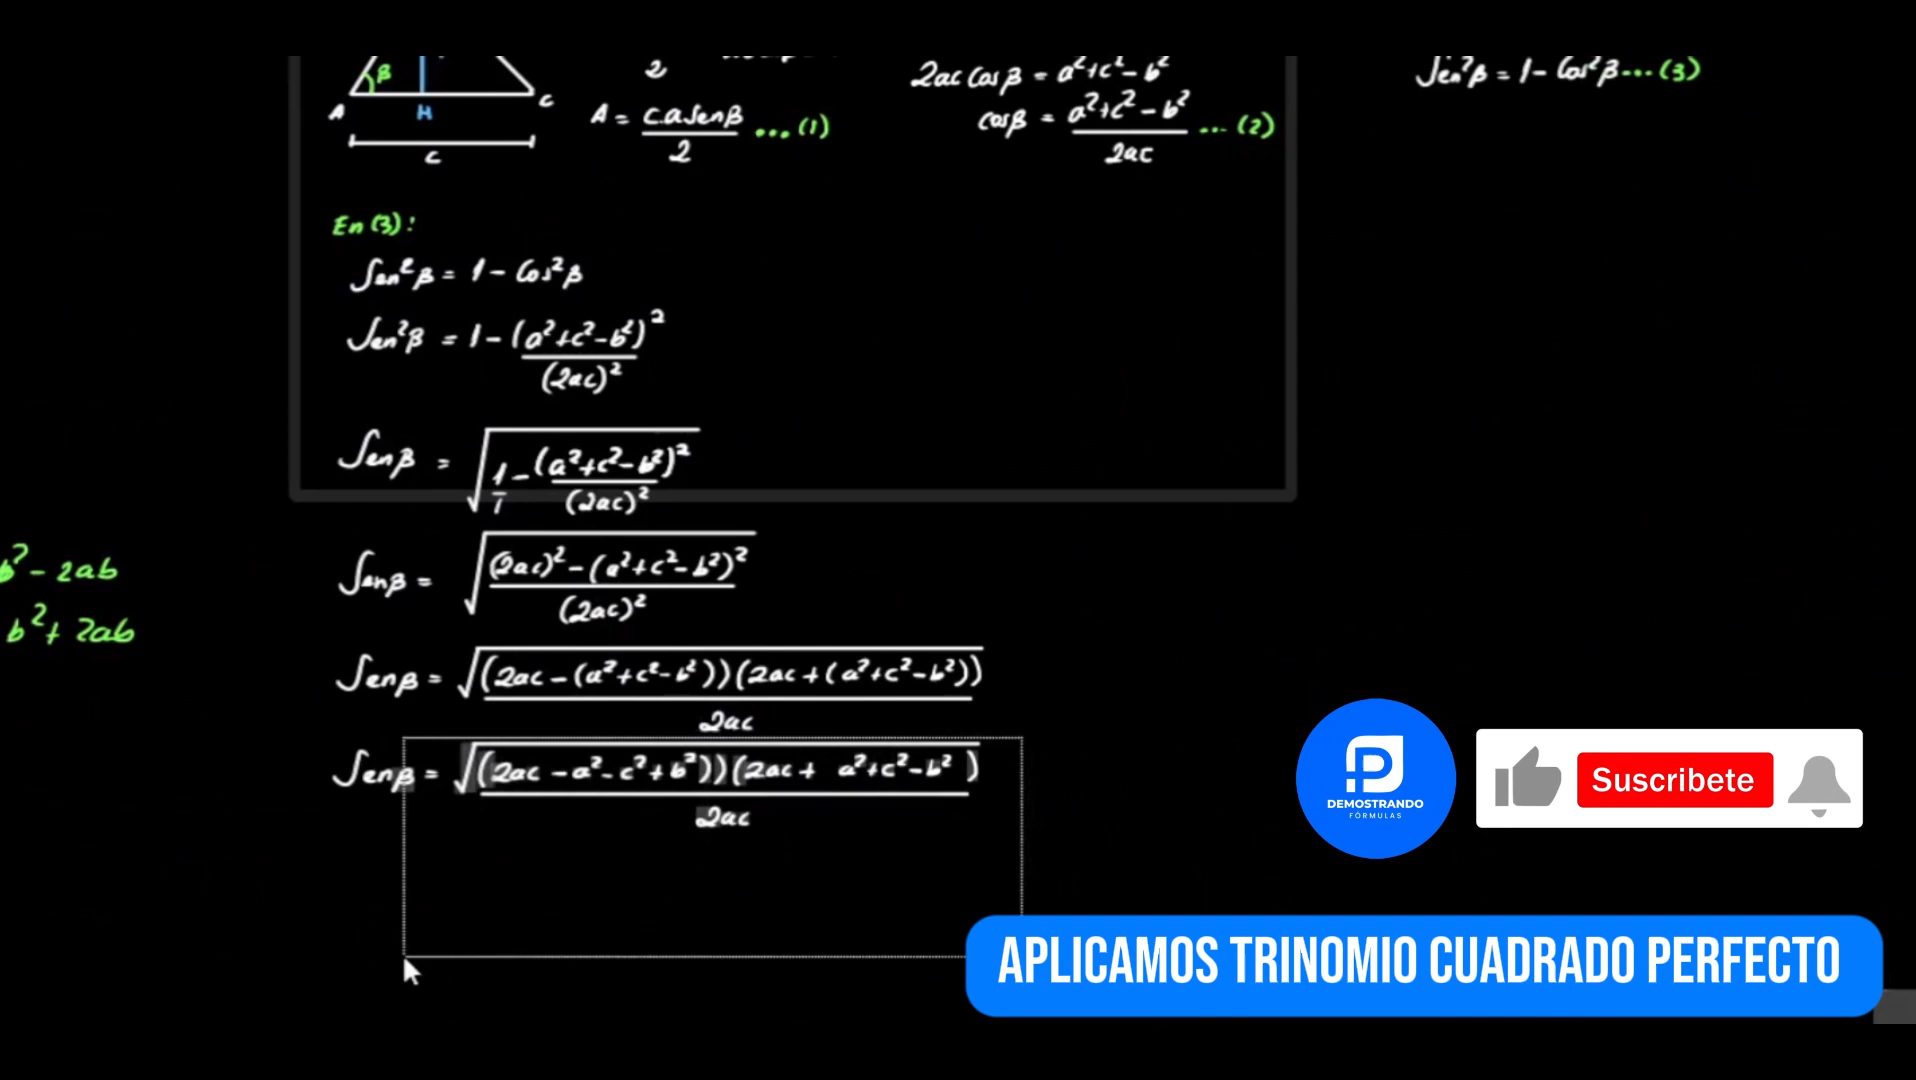 β
A
H
C
c
2
A = caSenβ / 2 ... (1)
2ac Cosβ = a²+c²-b²
cosβ = a²+c²-b² / 2ac ... (2)
Sen²β = 1- Cos²β ... (3)
En (3):
Sen²β = 1 - Cos²β
Sen²β = 1 - (a²+c²-b²)² / (2ac)²
Senβ = √ 1/1 - (a²+c²-b²)² / (2ac)²
b² - 2ab
Senβ = √ (2ac)² - (a²+c²-b²)² / (2ac)²
b² + 2ab
Senβ = √(2ac - (a²+c²-b²))(2ac + (a²+c²-b²)) / 2ac
Senβ = √(2ac - a² - c² + b²))(2ac + a²+c²-b² ) / 2ac
DEMOSTRANDO
FÓRMULAS
Suscribete
APLICAMOS TRINOMIO CUADRADO PERFECTO